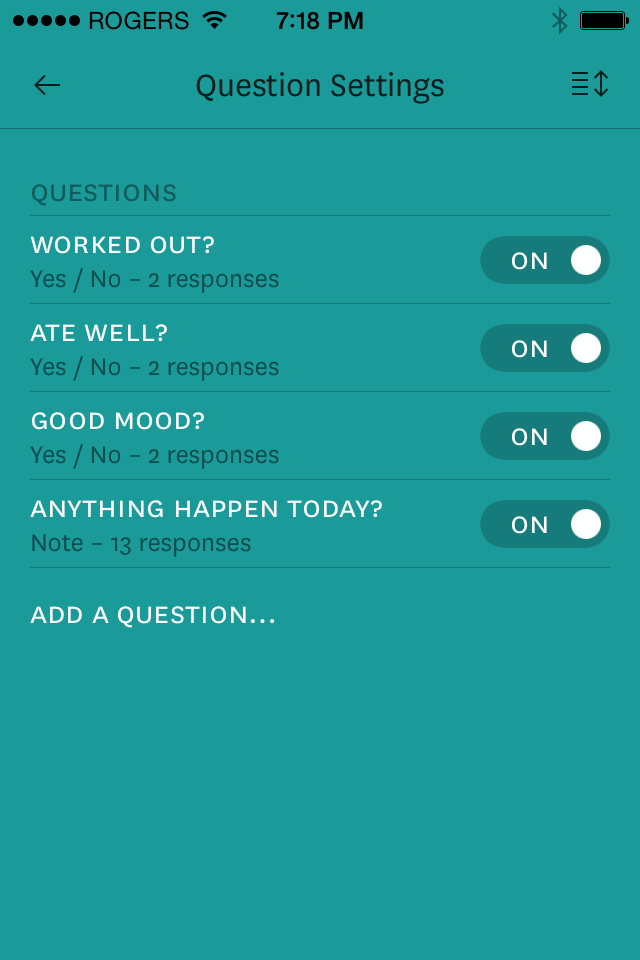 ROGERS 7:18 PM
Question Settings
QUESTIONS
WORKED OUT?
Yes / No – 2 responses
ON
ATE WELL?
Yes / No – 2 responses
ON
GOOD MOOD?
Yes / No – 2 responses
ON
ANYTHING HAPPEN TODAY?
Note – 13 responses
ON
ADD A QUESTION...